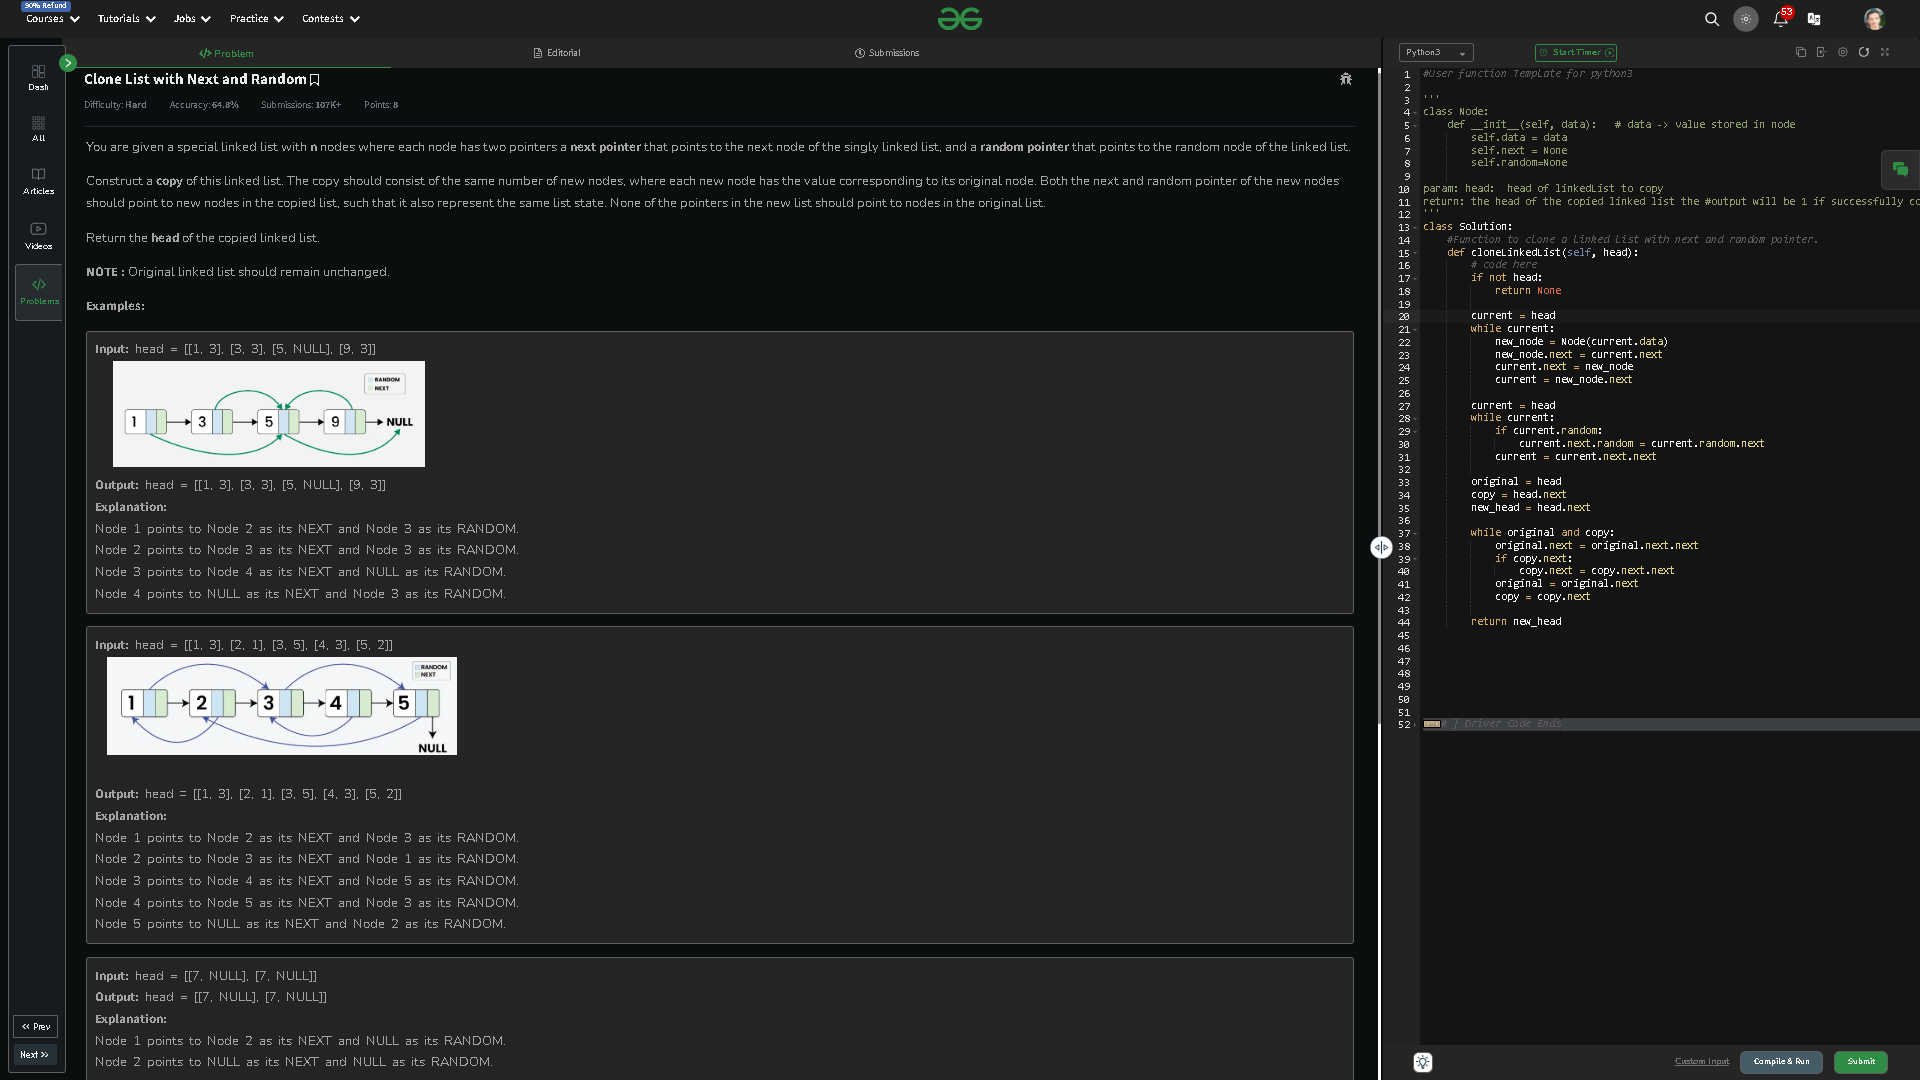 90% Refund
Courses
Tutorials
Jobs
Practice
Contests
53
Problem
Editorial
Submissions
Dash
All
Articles
Videos
Problems
<< Prev
Next >>
Clone List with Next and Random
Difficulty: Hard Accuracy: 64.8% Submissions: 107K+ Points: 8
You are given a special linked list with n nodes where each node has two pointers a next pointer that points to the next node of the singly linked list, and a random pointer that points to the random node of the linked list.
Construct a copy of this linked list. The copy should consist of the same number of new nodes, where each new node has the value corresponding to its original node. Both the next and random pointer of the new nodes
should point to new nodes in the copied list, such that it also represent the same list state. None of the pointers in the new list should point to nodes in the original list.
Return the head of the copied linked list.
NOTE : Original linked list should remain unchanged.
Examples:
Input: head = [[1, 3], [3, 3], [5, NULL], [9, 3]]
RANDOM
NEXT
1 3 5 9 NULL
Output: head = [[1, 3], [3, 3], [5, NULL], [9, 3]]
Explanation:
Node 1 points to Node 2 as its NEXT and Node 3 as its RANDOM.
Node 2 points to Node 3 as its NEXT and Node 3 as its RANDOM.
Node 3 points to Node 4 as its NEXT and NULL as its RANDOM.
Node 4 points to NULL as its NEXT and Node 3 as its RANDOM.
Input: head = [[1, 3], [2, 1], [3, 5], [4, 3], [5, 2]]
RANDOM
NEXT
1 2 3 4 5
NULL
Output: head = [[1, 3], [2, 1], [3, 5], [4, 3], [5, 2]]
Explanation:
Node 1 points to Node 2 as its NEXT and Node 3 as its RANDOM.
Node 2 points to Node 3 as its NEXT and Node 1 as its RANDOM.
Node 3 points to Node 4 as its NEXT and Node 5 as its RANDOM.
Node 4 points to Node 5 as its NEXT and Node 3 as its RANDOM.
Node 5 points to NULL as its NEXT and Node 2 as its RANDOM.
Input: head = [[7, NULL], [7, NULL]]
Output: head = [[7, NULL], [7, NULL]]
Explanation:
Node 1 points to Node 2 as its NEXT and NULL as its RANDOM.
Node 2 points to NULL as its NEXT and NULL as its RANDOM.
Python3
Start Timer
1 #User function Template for python3
2
3 '''
4 class Node:
5 def __init__(self, data): # data -> value stored in node
6 self.data = data
7 self.next = None
8 self.random=None
9
10 param: head: head of linkedList to copy
11 return: the head of the copied linked list the #output will be 1 if successfully co
12 '''
13 class Solution:
14 #Function to clone a linked list with next and random pointer.
15 def cloneLinkedList(self, head):
16 # code here
17 if not head:
18 return None
19
20 current = head
21 while current:
22 new_node = Node(current.data)
23 new_node.next = current.next
24 current.next = new_node
25 current = new_node.next
26
27 current = head
28 while current:
29 if current.random:
30 current.next.random = current.random.next
31 current = current.next.next
32
33 original = head
34 copy = head.next
35 new_head = head.next
36
37 while original and copy:
38 original.next = original.next.next
39 if copy.next:
40 copy.next = copy.next.next
41 original = original.next
42 copy = copy.next
43
44 return new_head
45
46
47
48
49
50
51
52 # } Driver Code Ends
Custom Input
Compile & Run
Submit